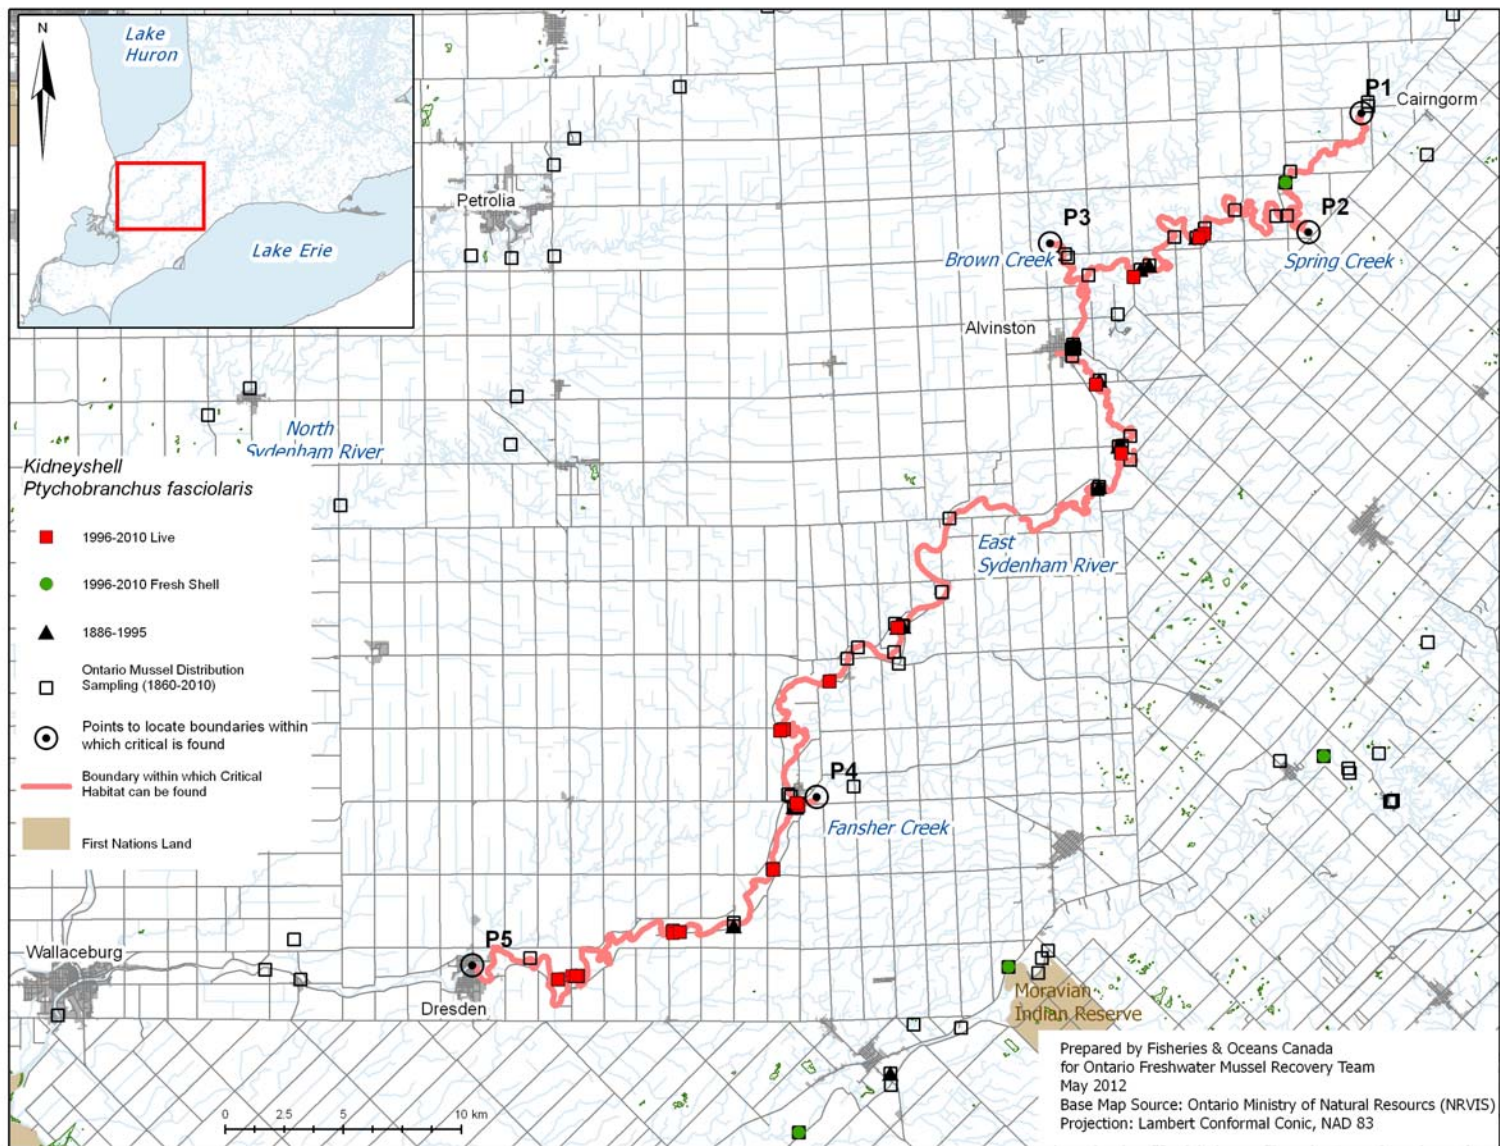 N
Lake
Huron
Lake Erie
P1
Cairngorm
Petrolia
P3
P2
Brown Creek
Spring Creek
Alvinston
North
Sydenham River
Kidneyshell
Ptychobranchus fasciolaris
1996-2010 Live
1996-2010 Fresh Shell
1886-1995
Ontario Mussel Distribution
Sampling (1860-2010)
Points to locate boundaries within
which critical is found
Boundary within which Critical
Habitat can be found
First Nations Land
East
Sydenham River
P4
Fansher Creek
P5
Wallaceburg
Dresden
Moravian
Indian Reserve
0 2.5 5 10 km
Prepared by Fisheries & Oceans Canada
for Ontario Freshwater Mussel Recovery Team
May 2012
Base Map Source: Ontario Ministry of Natural Resourcs (NRVIS)
Projection: Lambert Conformal Conic, NAD 83